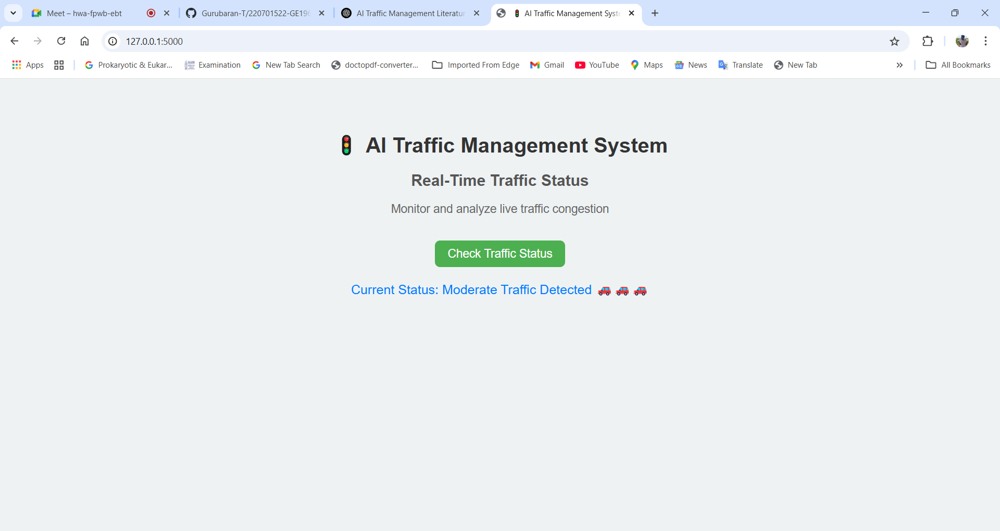 Meet – hwa-fpwb-ebt
Gurubaran-T/220701522-GE196
AI Traffic Management Literatur
🚦 AI Traffic Management Syste
127.0.0.1:5000
Apps
Prokaryotic & Eukar...
Examination
New Tab Search
doctopdf-converter...
Imported From Edge
Gmail
YouTube
Maps
News
Translate
New Tab
All Bookmarks
🚦 AI Traffic Management System
Real-Time Traffic Status
Monitor and analyze live traffic congestion
Check Traffic Status
Current Status: Moderate Traffic Detected 🚗 🚗 🚗